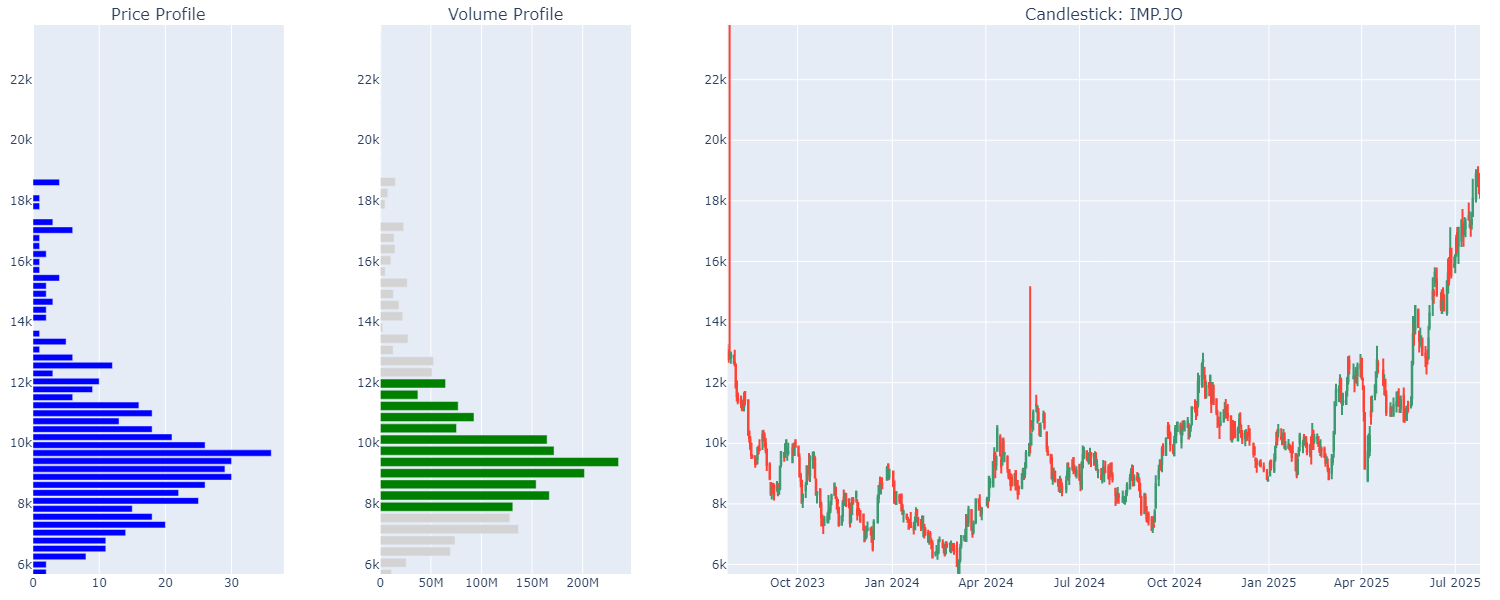 Price Profile
22k
20k
18k
16k
14k
12k
10k
8k
6k
0 10 20 30
Volume Profile
22k
20k
18k
16k
14k
12k
10k
8k
6k
0 50M 100M 150M 200M
Candlestick: IMP.JO
22k
20k
18k
16k
14k
12k
10k
8k
6k
Oct 2023 Jan 2024 Apr 2024 Jul 2024 Oct 2024 Jan 2025 Apr 2025 Jul 2025